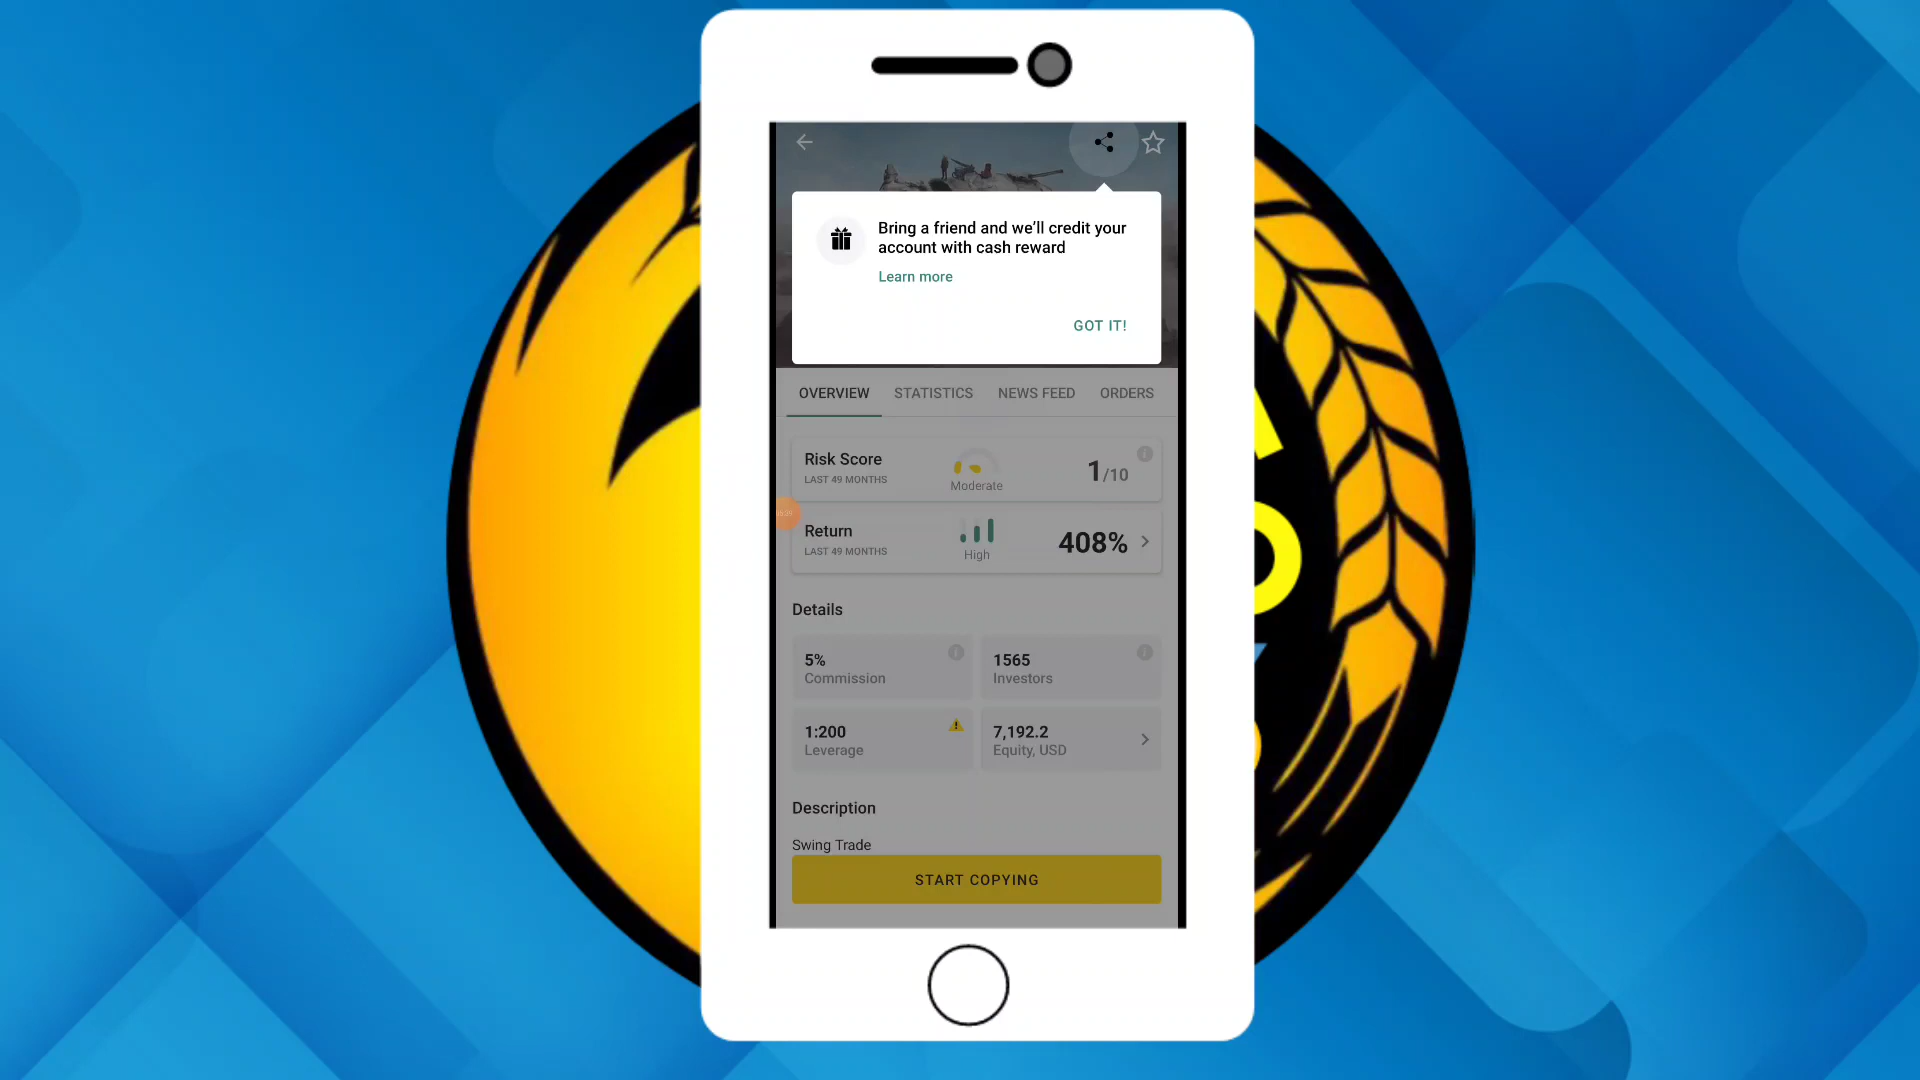 Bring a friend and we'll credit your
account with cash reward
Learn more
GOT IT!
OVERVIEW STATISTICS NEWS FEED ORDERS
Risk Score
LAST 49 MONTHS
Moderate
1/10
Return
LAST 49 MONTHS
High
408%
Details
5%
Commission
1565
Investors
1:200
Leverage
7,192.2
Equity, USD
Description
Swing Trade
START COPYING